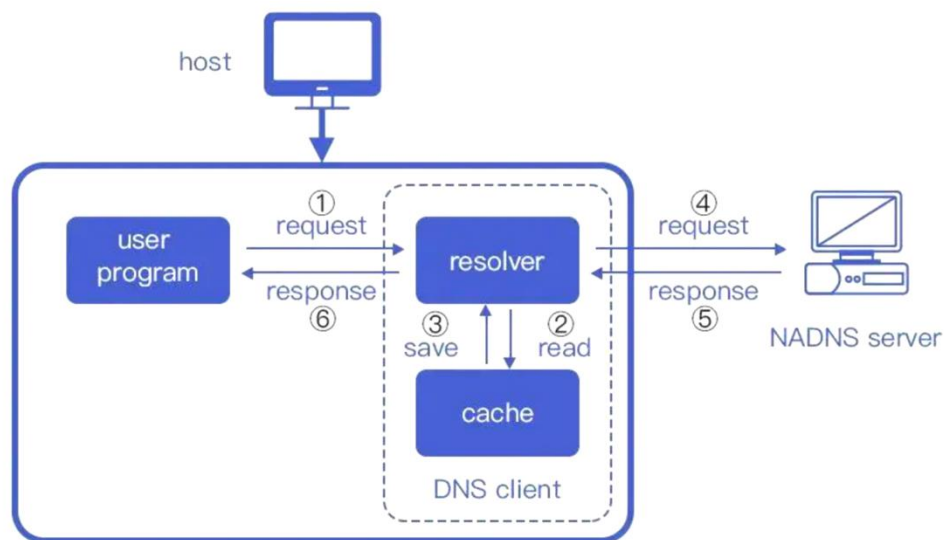 host
①
request
④
request
user
program
resolver
response
⑥
response
⑤
③
save
②
read
NADNS server
cache
DNS client